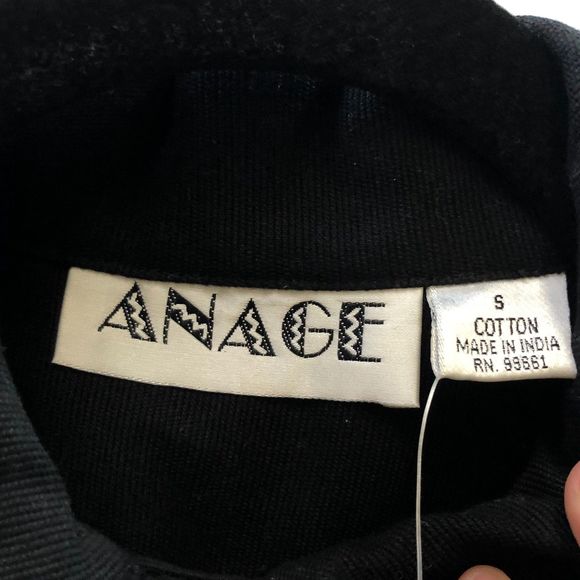 ANAGE
S
COTTON
MADE IN INDIA
RN. 99661